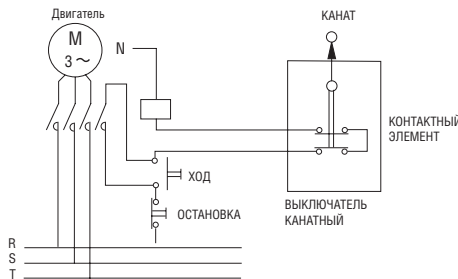 Двигатель
КАНАТ
M
3 ~
N
КОНТАКТНЫЙ
ЭЛЕМЕНТ
ХОД
ОСТАНОВКА
ВЫКЛЮЧАТЕЛЬ
КАНАТНЫЙ
R
S
T